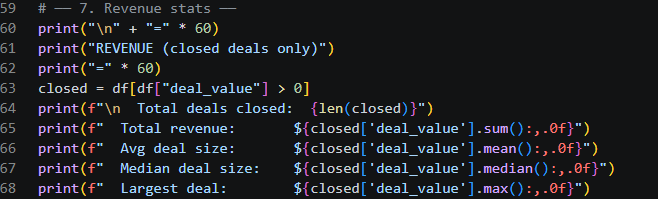 59 # —— 7. Revenue stats ——
60 print("\n" + "=" * 60)
61 print("REVENUE (closed deals only)")
62 print("=" * 60)
63 closed = df[df["deal_value"] > 0]
64 print(f"\n  Total deals closed:  {len(closed)}")
65 print(f"  Total revenue:       ${closed['deal_value'].sum():,.0f}")
66 print(f"  Avg deal size:       ${closed['deal_value'].mean():,.0f}")
67 print(f"  Median deal size:    ${closed['deal_value'].median():,.0f}")
68 print(f"  Largest deal:        ${closed['deal_value'].max():,.0f}")